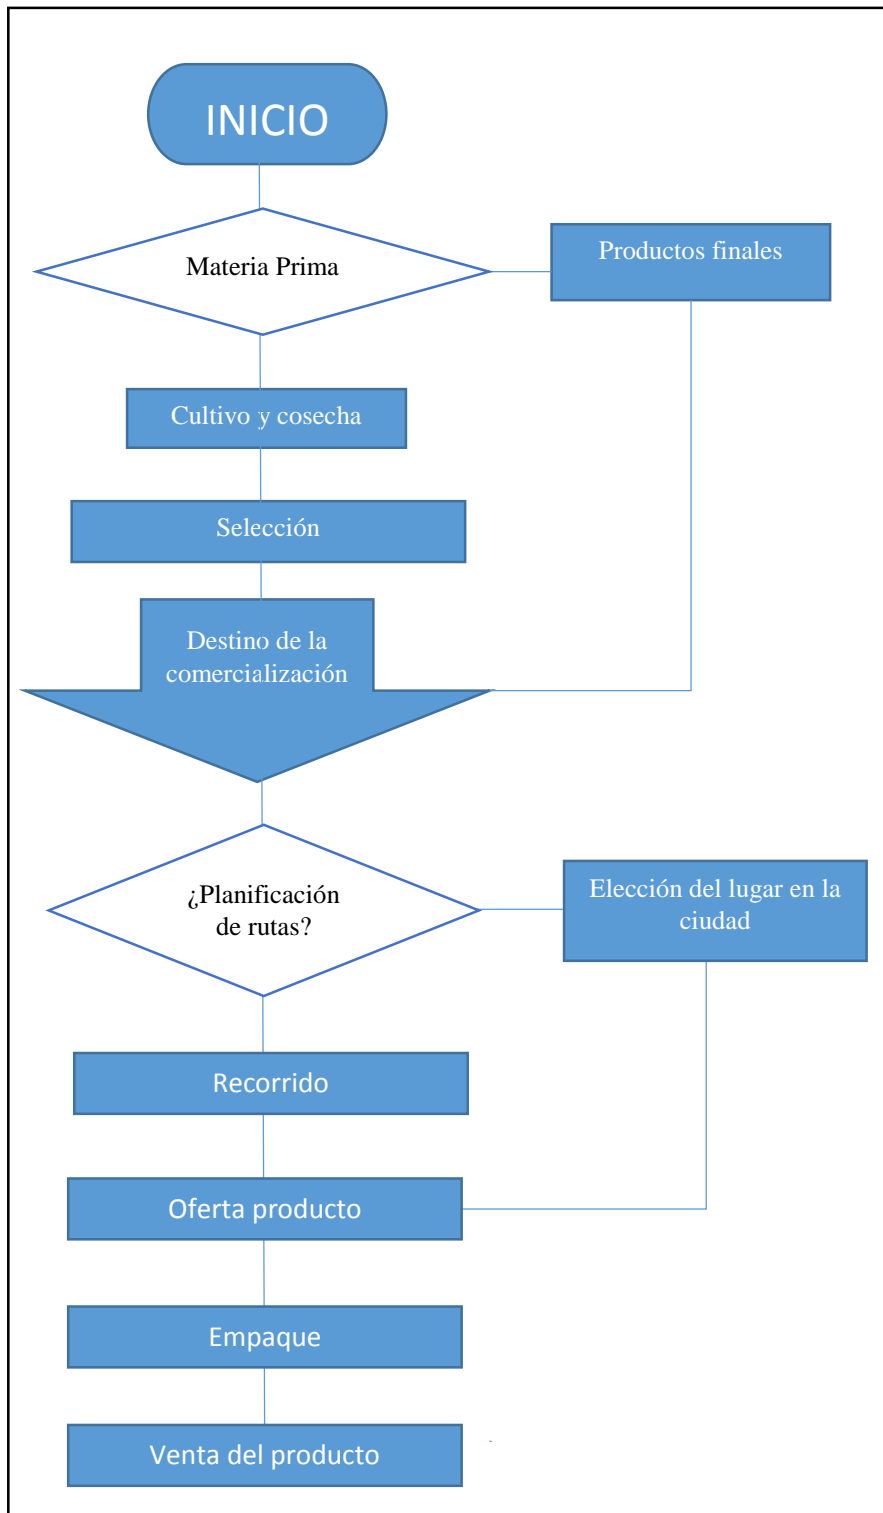 INICIO
Materia Prima
Productos finales
Cultivo y cosecha
Selección
Destino de la
comercialización
¿Planificación
de rutas?
Elección del lugar en la
ciudad
Recorrido
Oferta producto
Empaque
Venta del producto